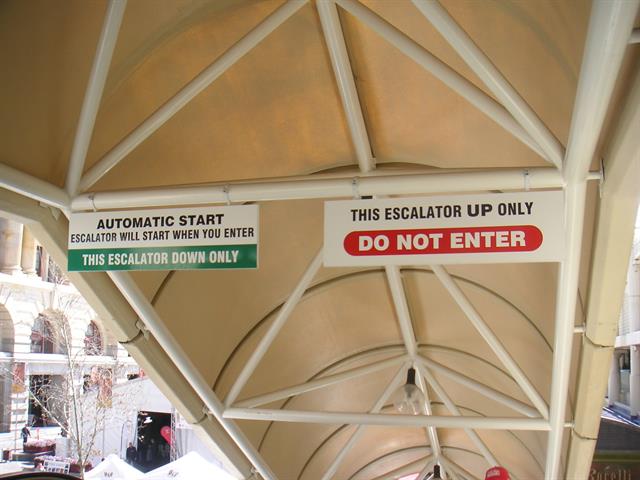 AUTOMATIC START
ESCALATOR WILL START WHEN YOU ENTER
THIS ESCALATOR DOWN ONLY
THIS ESCALATOR UP ONLY
DO NOT ENTER